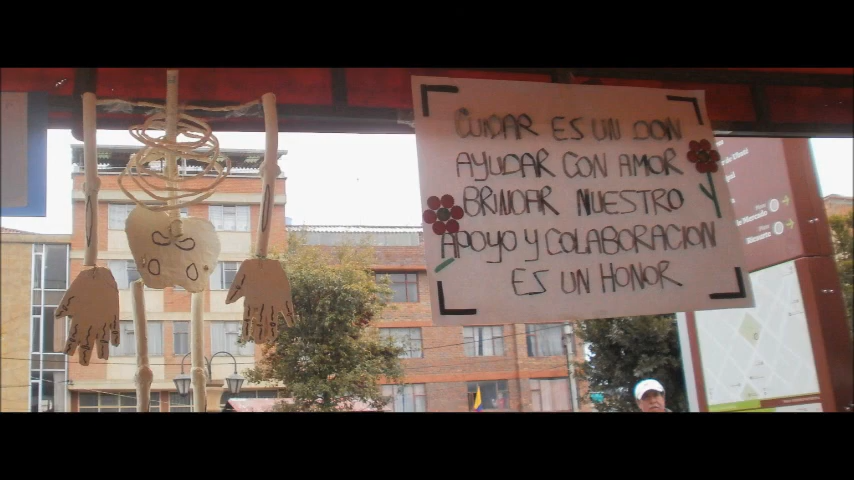 CUIDAR ES UN DON
AYUDAR CON AMOR
BRINDAR NUESTRO
APOYO Y COLABORACION
ES UN HONOR